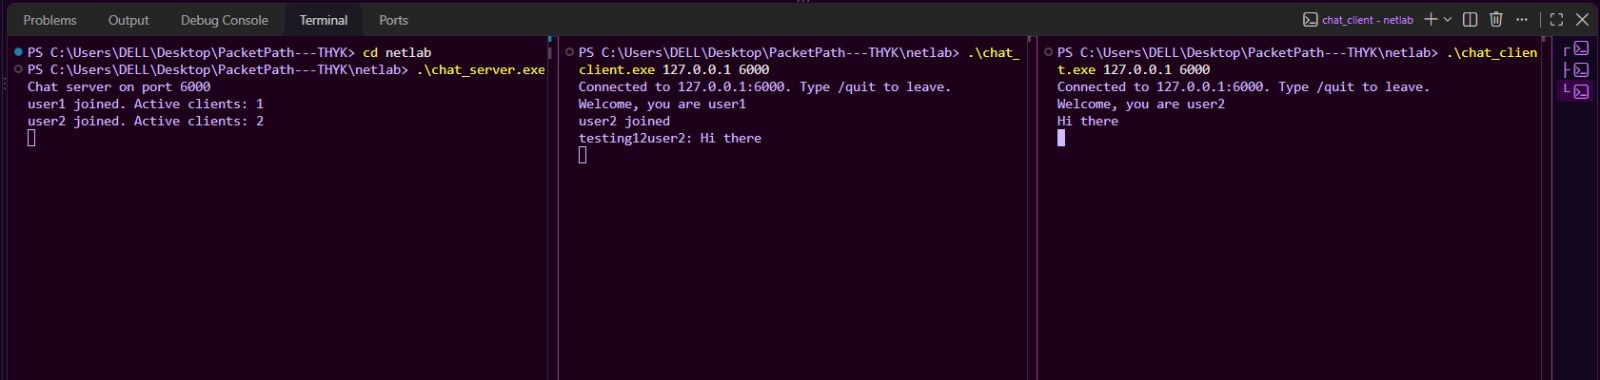 Problems Output Debug Console Terminal Ports chat_client - netlab
PS C:\Users\DELL\Desktop\PacketPath---THYK> cd netlab
PS C:\Users\DELL\Desktop\PacketPath---THYK\netlab> .\chat_server.exe
Chat server on port 6000
user1 joined. Active clients: 1
user2 joined. Active clients: 2
PS C:\Users\DELL\Desktop\PacketPath---THYK\netlab> .\chat_
client.exe 127.0.0.1 6000
Connected to 127.0.0.1:6000. Type /quit to leave.
Welcome, you are user1
user2 joined
testing12user2: Hi there
PS C:\Users\DELL\Desktop\PacketPath---THYK\netlab> .\chat_clien
t.exe 127.0.0.1 6000
Connected to 127.0.0.1:6000. Type /quit to leave.
Welcome, you are user2
Hi there